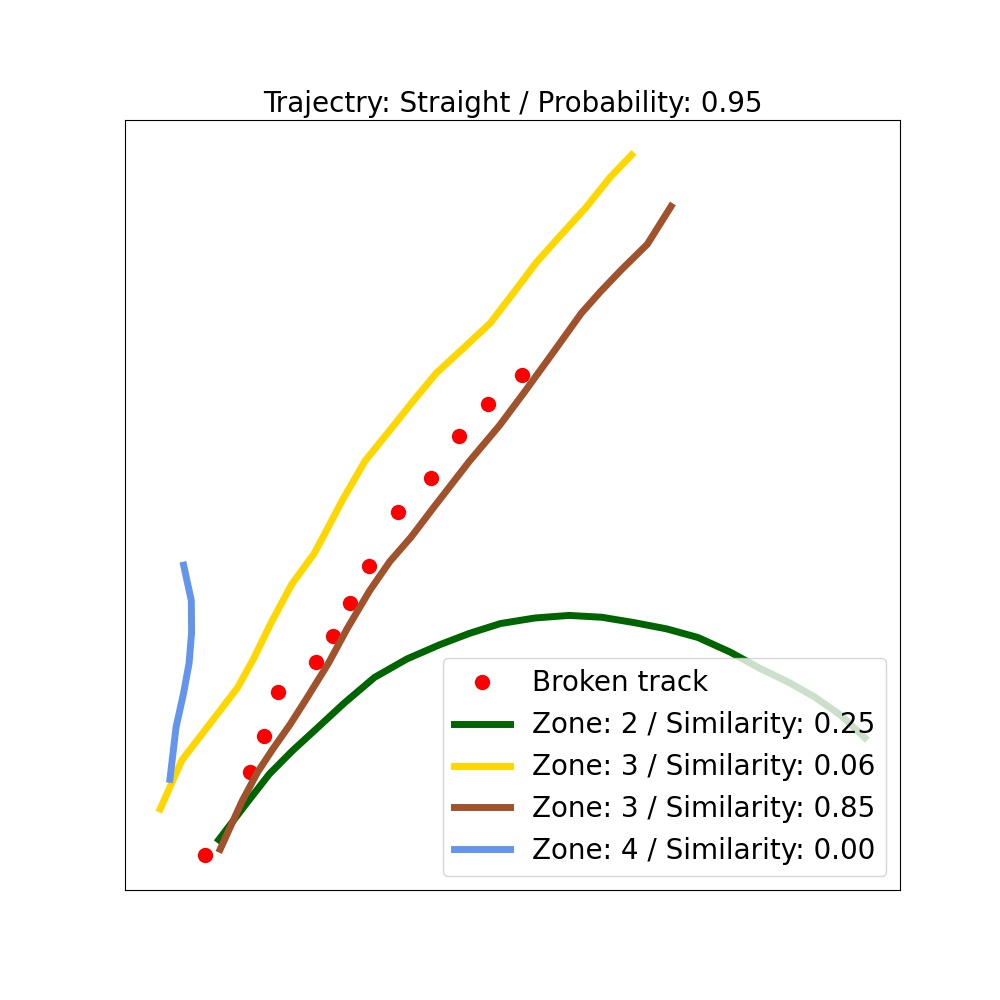 Trajectry: Straight / Probability: 0.95
Broken track
Zone: 2 / Similarity: 0.25
Zone: 3 / Similarity: 0.06
Zone: 3 / Similarity: 0.85
Zone: 4 / Similarity: 0.00